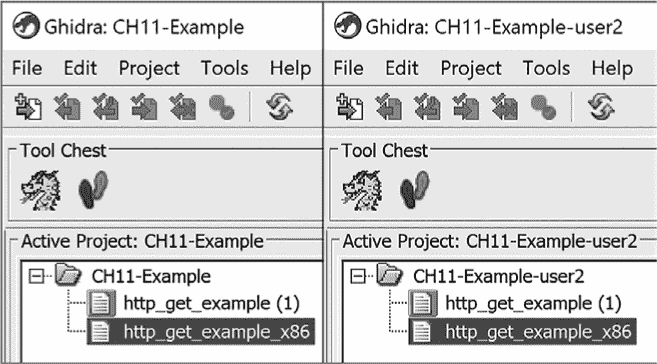 Ghidra: CH11-Example
File Edit Project Tools Help
Tool Chest
Active Project: CH11-Example
CH11-Example
http_get_example (1)
http_get_example_x86
Ghidra: CH11-Example-user2
File Edit Project Tools Help
Tool Chest
Active Project: CH11-Example-user2
CH11-Example-user2
http_get_example (1)
http_get_example_x86